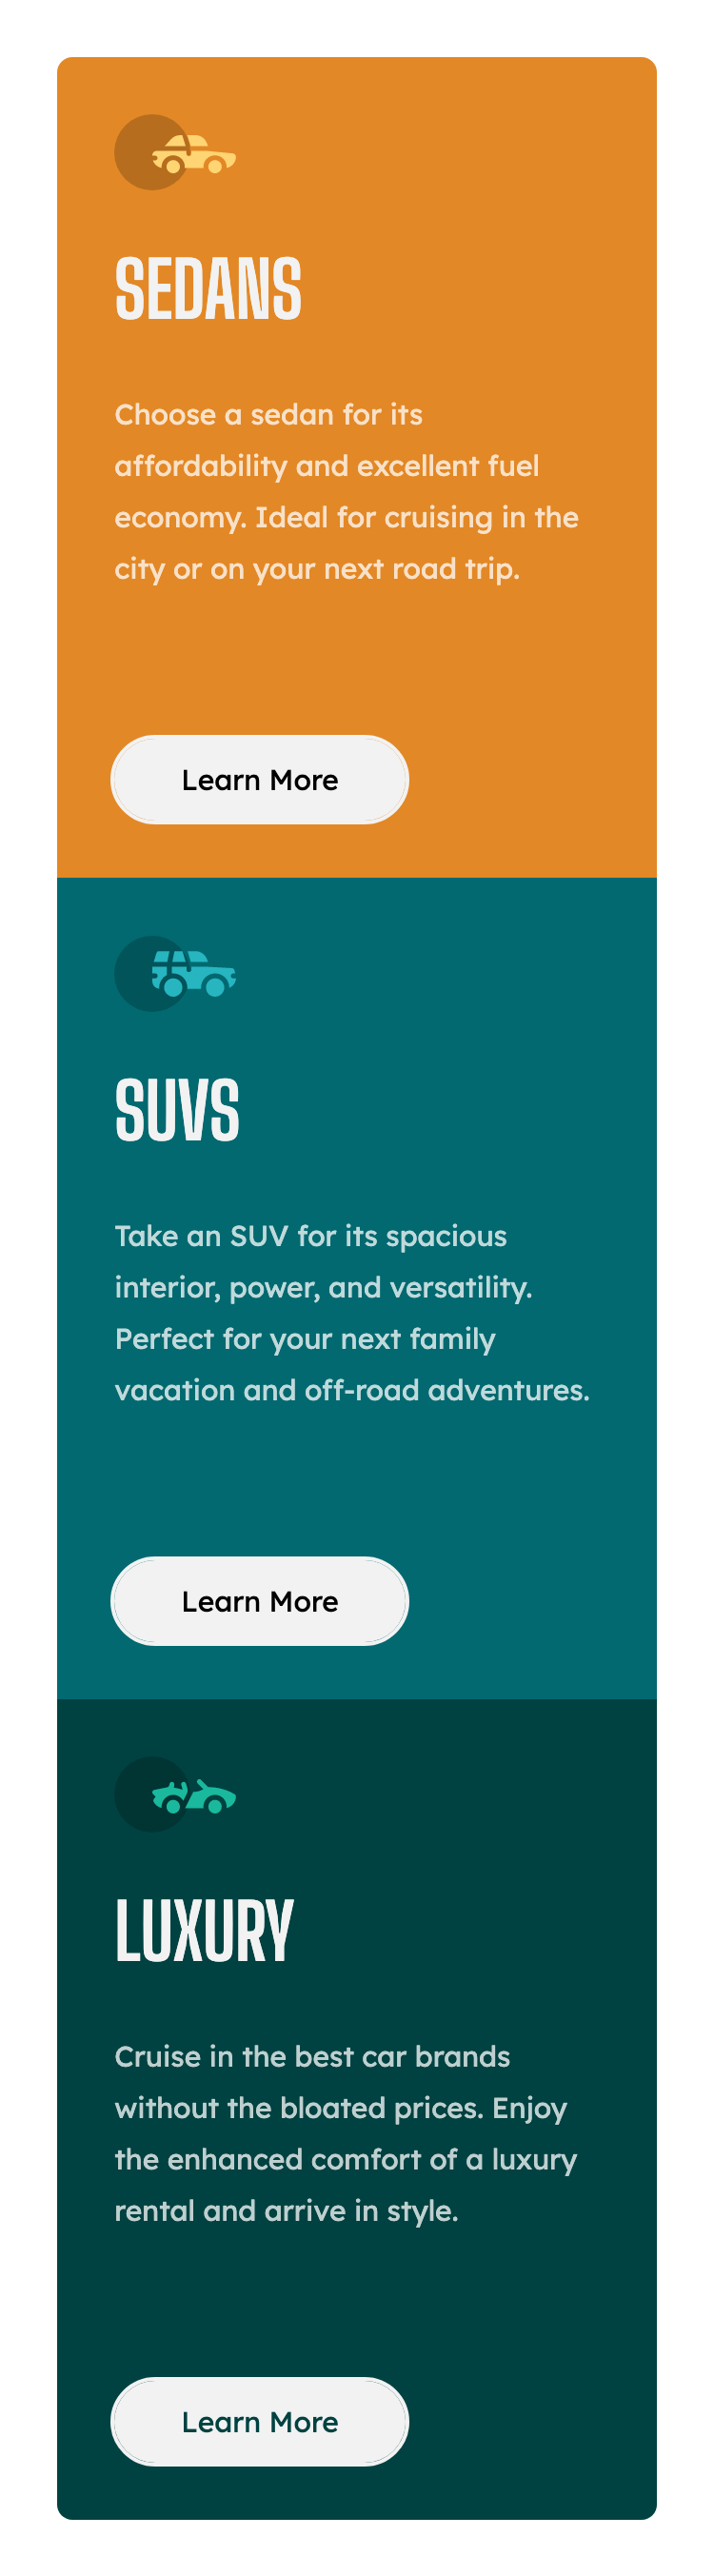 SEDANS
Choose a sedan for its
affordability and excellent fuel
economy. Ideal for cruising in the
city or on your next road trip.
Learn More
SUVS
Take an SUV for its spacious
interior, power, and versatility.
Perfect for your next family
vacation and off-road adventures.
Learn More
LUXURY
Cruise in the best car brands
without the bloated prices. Enjoy
the enhanced comfort of a luxury
rental and arrive in style.
Learn More